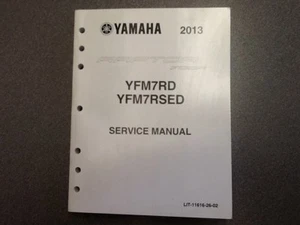 YAMAHA 2013
YFM7RD
YFM7RSED
SERVICE MANUAL
LIT-11616-26-02